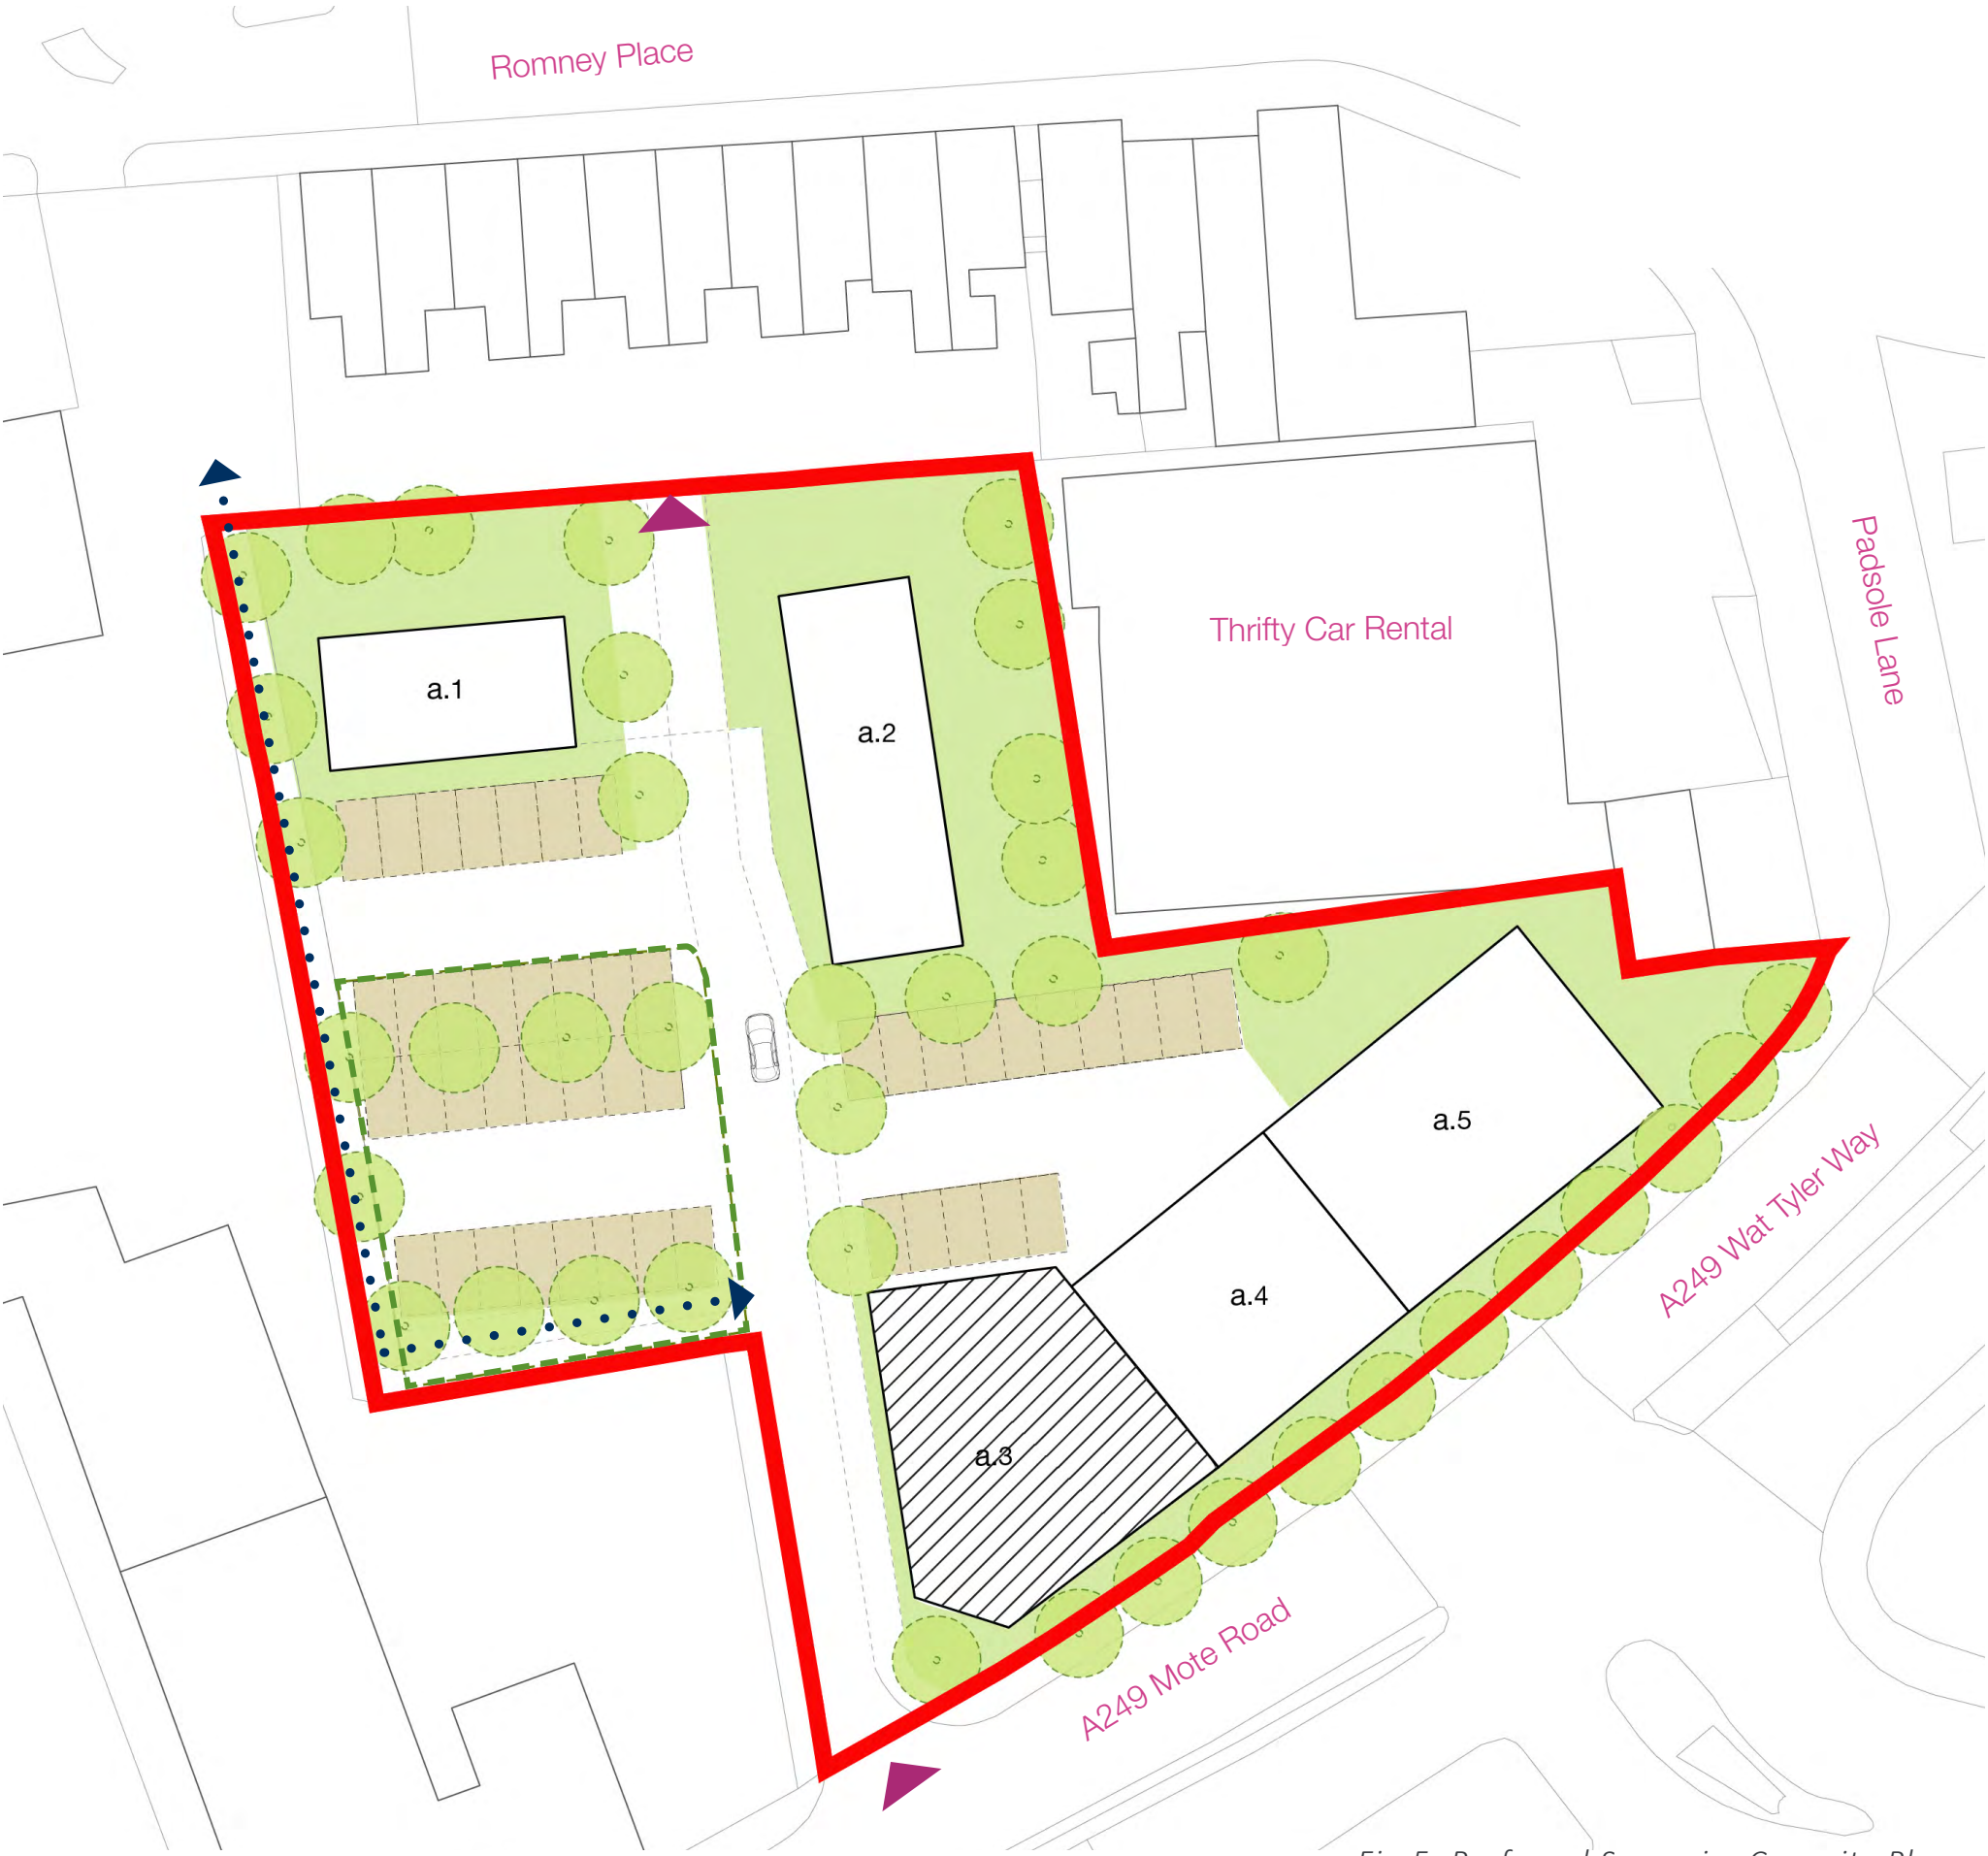 Romney Place
Thrifty Car Rental
Padsole Lane
a.1
a.2
a.5
A249 Wat Tyler Way
a.4
a.3
A249 Mote Road